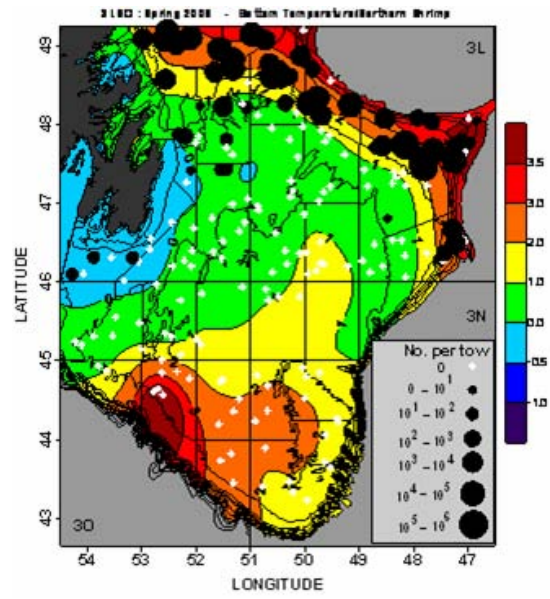 3LNO : Spring 2006 - Bottom Temperature/Northern Shrimp
3L
3N
3O
LATITUDE
49
48
47
46
45
44
43
54 53 52 51 50 49 48 47
LONGITUDE
No. per tow
0
0 - 10¹
10¹ - 10²
10² - 10³
10³ - 10⁴
10⁴ - 10⁵
10⁵ - 10⁶
3.5
3.0
2.0
1.0
0.0
-0.5
-1.0